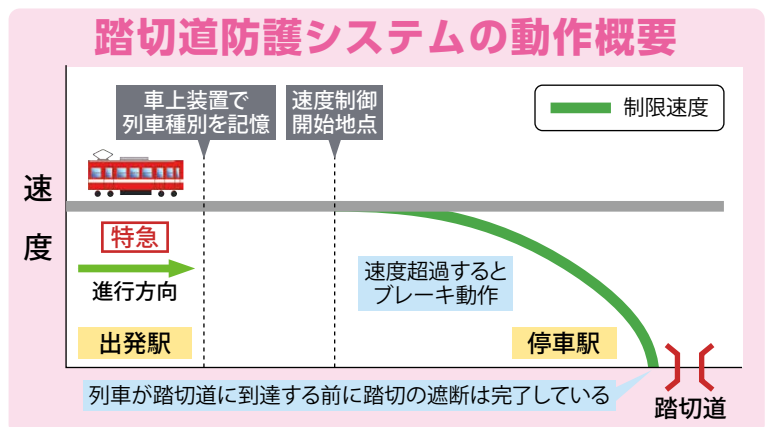 踏切道防護システムの動作概要
車上装置で
列車種別を記憶
速度制御
開始地点
制限速度
速
度
特急
進行方向
速度超過すると
ブレーキ動作
出発駅
停車駅
列車が踏切道に到達する前に踏切の遮断は完了している
踏切道